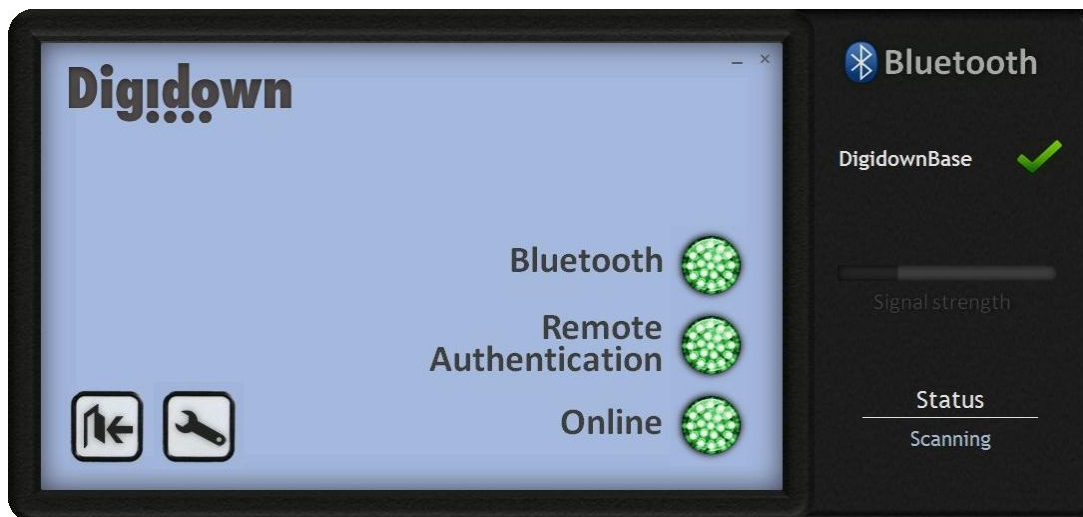 Digidown
Bluetooth
Remote
Authentication
Online
Bluetooth
DigidownBase
Signal strength
Status
Scanning